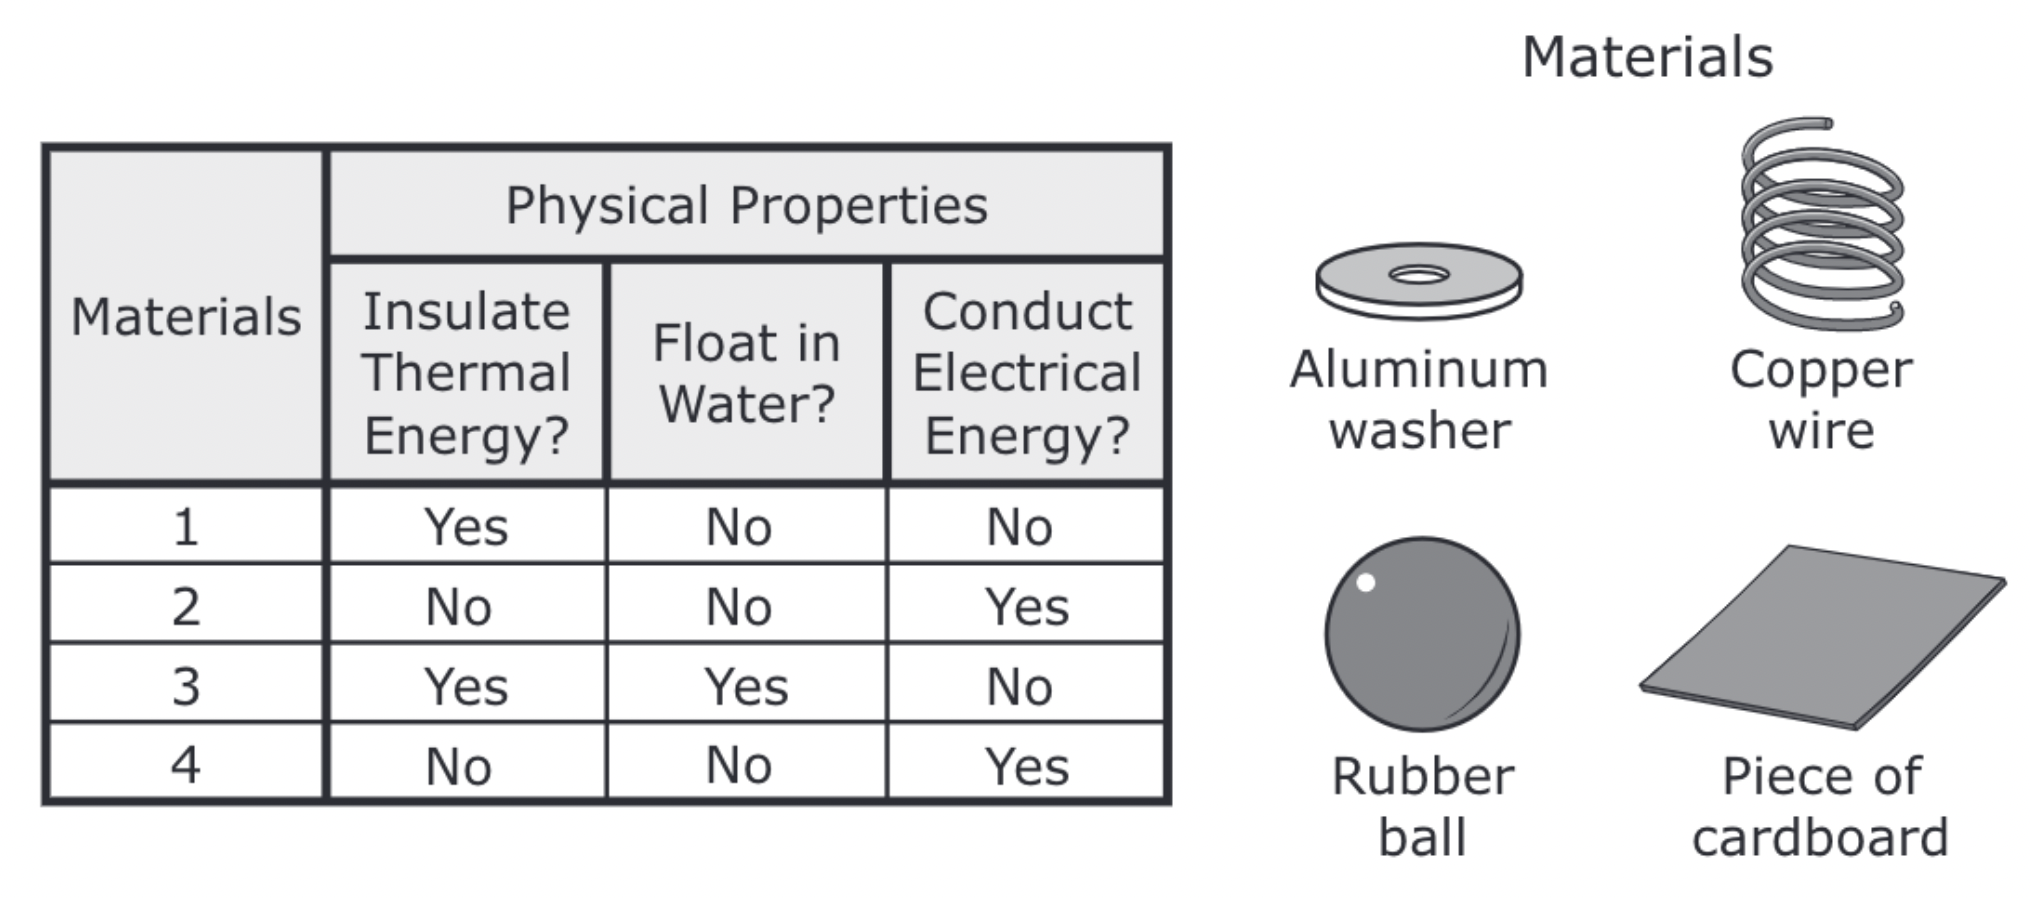 Materials
Physical Properties
Materials
Insulate
Thermal
Energy?
Float in
Water?
Conduct
Electrical
Energy?
1 Yes No No
2 No No Yes
3 Yes Yes No
4 No No Yes
Aluminum
washer
Copper
wire
Rubber
ball
Piece of
cardboard